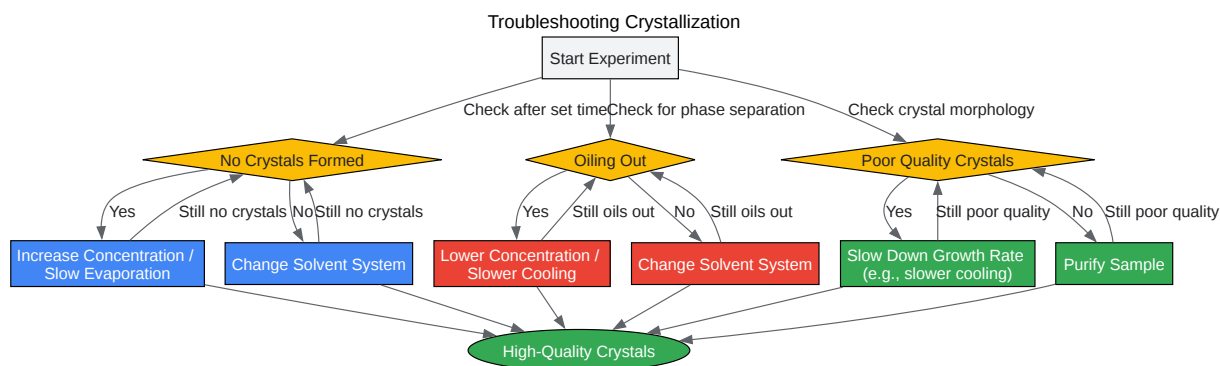 Troubleshooting Crystallization
Start Experiment
Check after set time
Check for phase separation
Check crystal morphology
No Crystals Formed
Oiling Out
Poor Quality Crystals
Yes
Still no crystals
No
Still no crystals
Yes
Still oils out
No
Still oils out
Yes
Still poor quality
No
Still poor quality
Increase Concentration /
Slow Evaporation
Change Solvent System
Lower Concentration /
Slower Cooling
Change Solvent System
Slow Down Growth Rate
(e.g., slower cooling)
Purify Sample
High-Quality Crystals